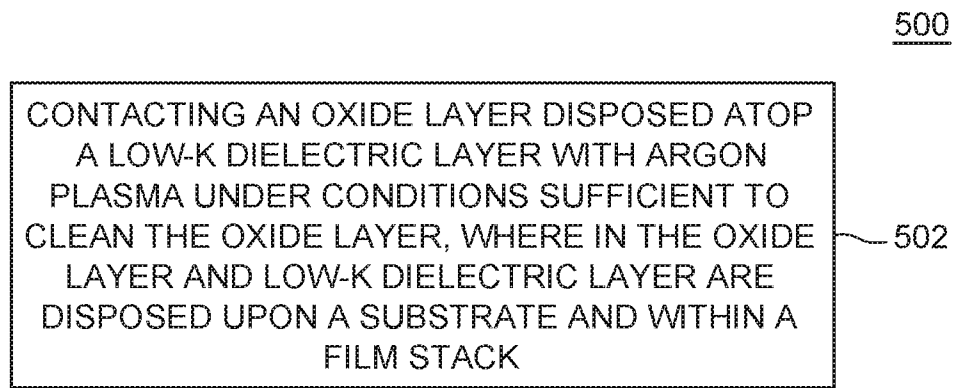 500
CONTACTING AN OXIDE LAYER DISPOSED ATOP
A LOW-K DIELECTRIC LAYER WITH ARGON
PLASMA UNDER CONDITIONS SUFFICIENT TO
CLEAN THE OXIDE LAYER, WHERE IN THE OXIDE
LAYER AND LOW-K DIELECTRIC LAYER ARE
DISPOSED UPON A SUBSTRATE AND WITHIN A
FILM STACK
502